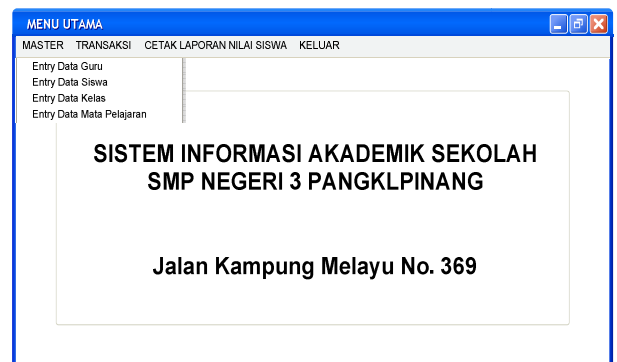 MENU UTAMA
MASTER TRANSAKSI CETAK LAPORAN NILAI SISWA KELUAR
Entry Data Guru
Entry Data Siswa
Entry Data Kelas
Entry Data Mata Pelajaran
SISTEM INFORMASI AKADEMIK SEKOLAH
SMP NEGERI 3 PANGKLPINANG
Jalan Kampung Melayu No. 369